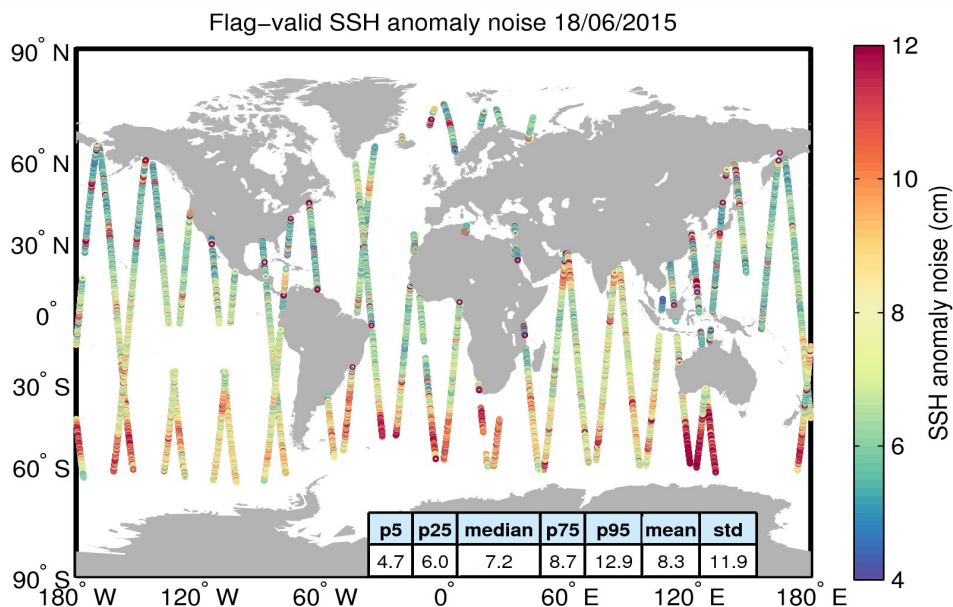 Flag−valid SSH anomaly noise 18/06/2015
90° N
60° N
30° N
0°
30° S
60° S
90° S
180° W 120° W 60° W 0° 60° E 120° E 180° E
p5 p25 median p75 p95 mean std
4.7 6.0 7.2 8.7 12.9 8.3 11.9
12
10
8
6
4
SSH anomaly noise (cm)